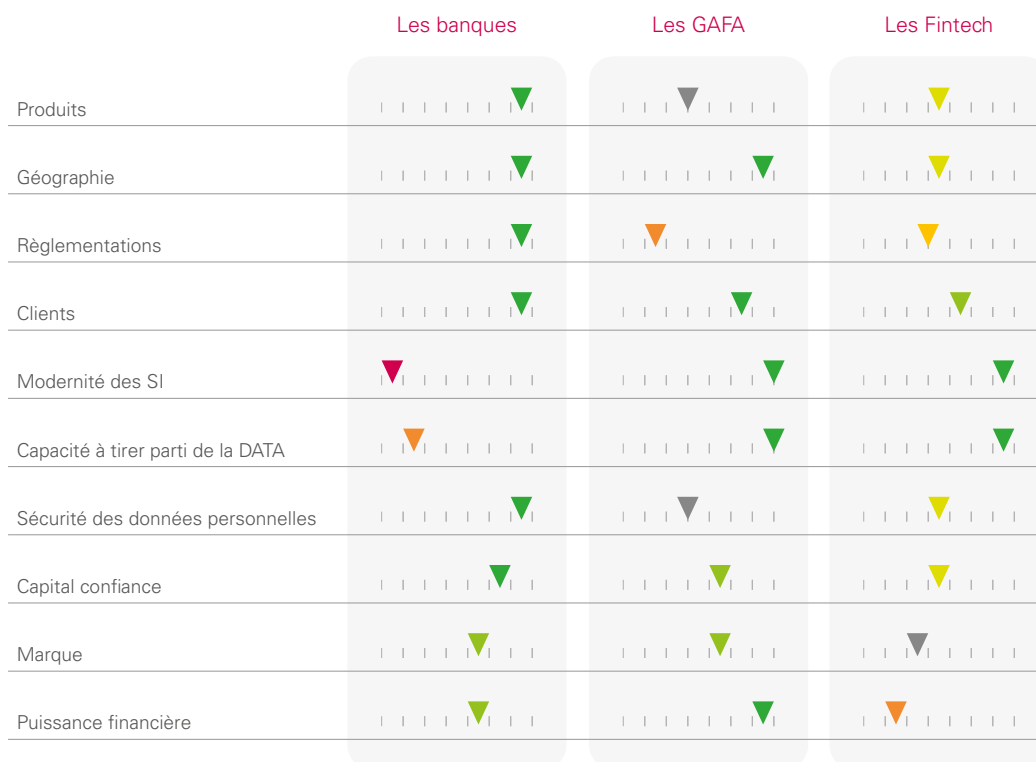 Les banques
Les GAFA
Les Fintech
Produits
Géographie
Règlementations
Clients
Modernité des SI
Capacité à tirer parti de la DATA
Sécurité des données personnelles
Capital confiance
Marque
Puissance financière